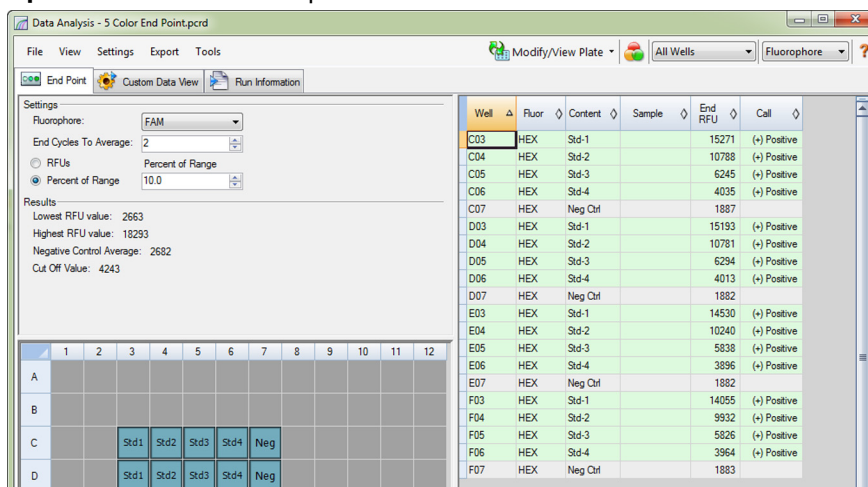 Data Analysis - 5 Color End Point.pcrd
File View Settings Export Tools
Modify/View Plate All Wells Fluorophore ?
End Point Custom Data View Run Information
Settings
Fluorophore: FAM
End Cycles To Average: 2
RFUs Percent of Range
Percent of Range 10.0
Results
Lowest RFU value: 2663
Highest RFU value: 18293
Negative Control Average: 2682
Cut Off Value: 4243
1 2 3 4 5 6 7 8 9 10 11 12
A
B
C Std1 Std2 Std3 Std4 Neg
D Std1 Std2 Std3 Std4 Neg
Well Fluor Content Sample End RFU Call
C03 HEX Std-1 15271 (+) Positive
C04 HEX Std-2 10788 (+) Positive
C05 HEX Std-3 6245 (+) Positive
C06 HEX Std-4 4035 (+) Positive
C07 HEX Neg Ctrl 1887
D03 HEX Std-1 15193 (+) Positive
D04 HEX Std-2 10781 (+) Positive
D05 HEX Std-3 6294 (+) Positive
D06 HEX Std-4 4013 (+) Positive
D07 HEX Neg Ctrl 1882
E03 HEX Std-1 14530 (+) Positive
E04 HEX Std-2 10240 (+) Positive
E05 HEX Std-3 5838 (+) Positive
E06 HEX Std-4 3896 (+) Positive
E07 HEX Neg Ctrl 1882
F03 HEX Std-1 14055 (+) Positive
F04 HEX Std-2 9932 (+) Positive
F05 HEX Std-3 5826 (+) Positive
F06 HEX Std-4 3964 (+) Positive
F07 HEX Neg Ctrl 1883